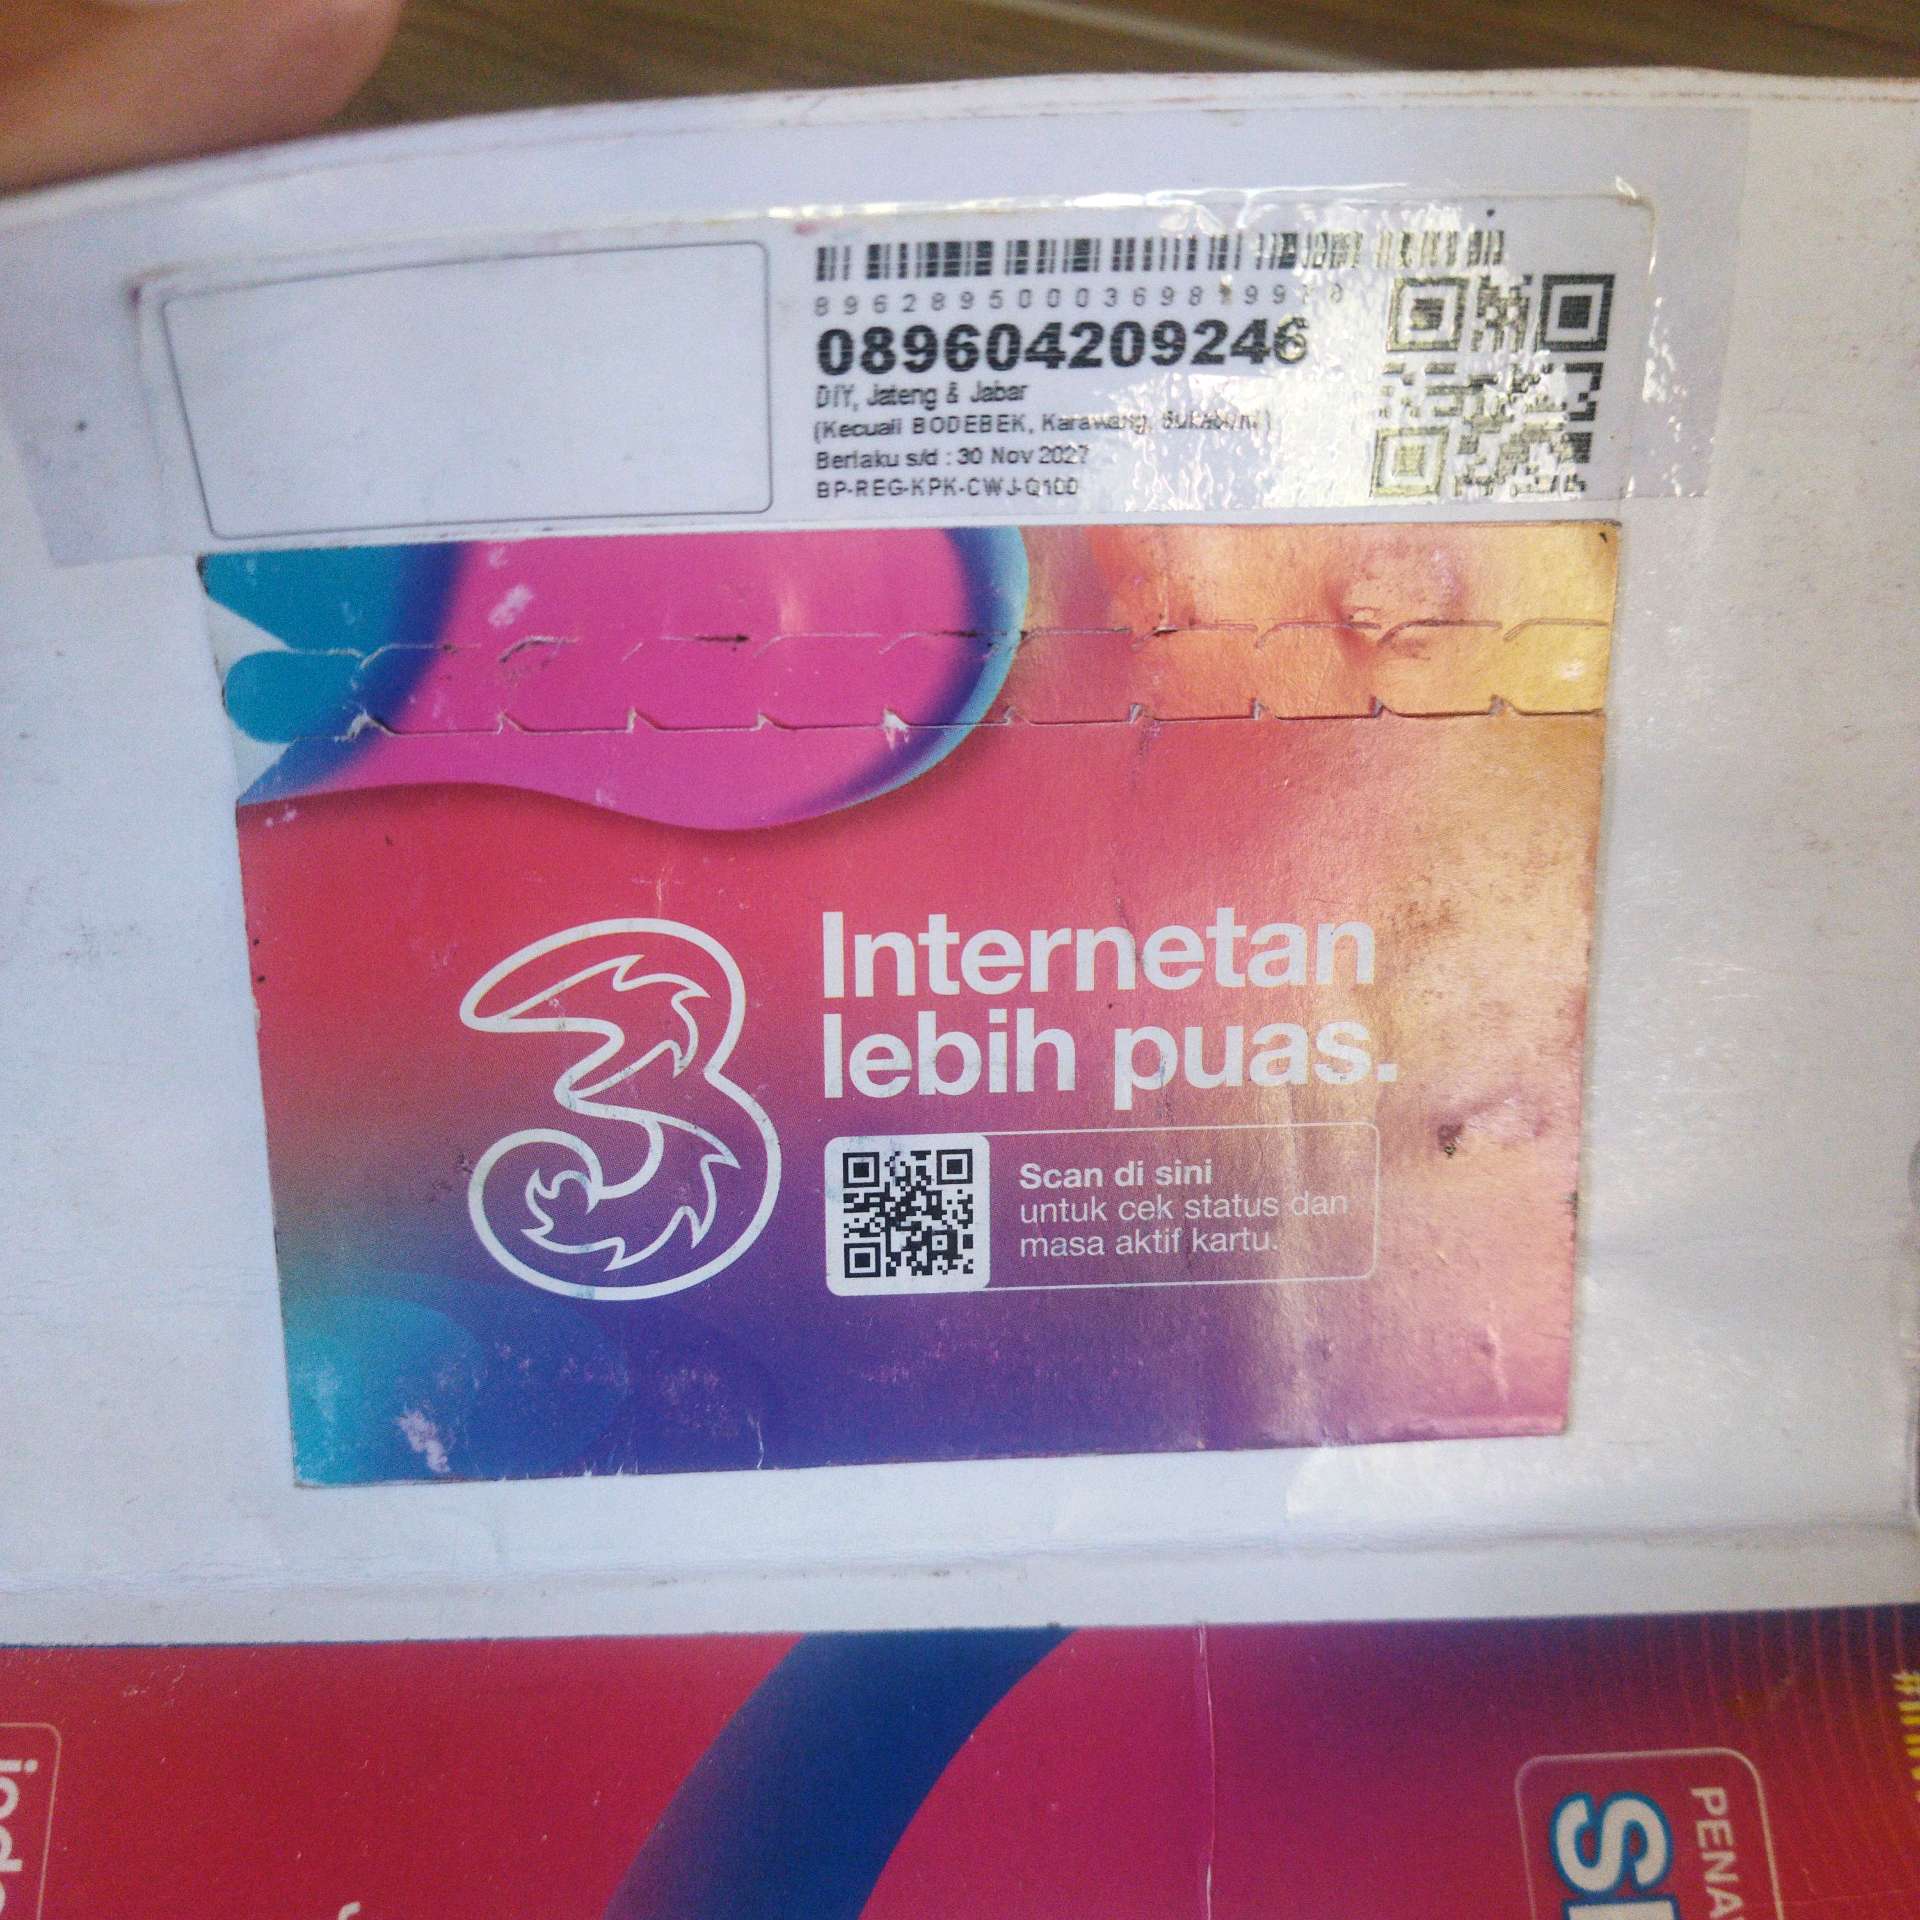 089604209246
DIY, Jateng & Jabar
(Kecuali BODEBEK, Karawang, Sukabumi)
Berlaku s/d : 30 Nov 2027
BP-REG-KPK-CWJ-Q100
Internetan
lebih puas.
Scan di sini
untuk cek status dan
masa aktif kartu.